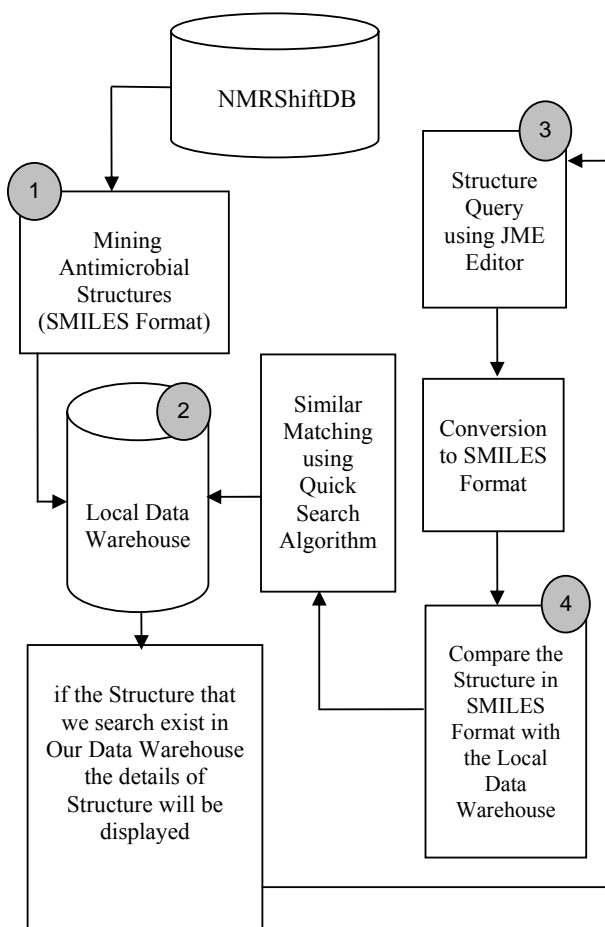 NMRShiftDB
1
Mining
Antimicrobial
Structures
(SMILES Format)
2
Local Data
Warehouse
Similar
Matching
using
Quick
Search
Algorithm
3
Structure
Query
using JME
Editor
Conversion
to SMILES
Format
4
Compare the
Structure in
SMILES
Format with
the Local
Data
Warehouse
if the Structure that
we search exist in
Our Data Warehouse
the details of
Structure will be
displayed